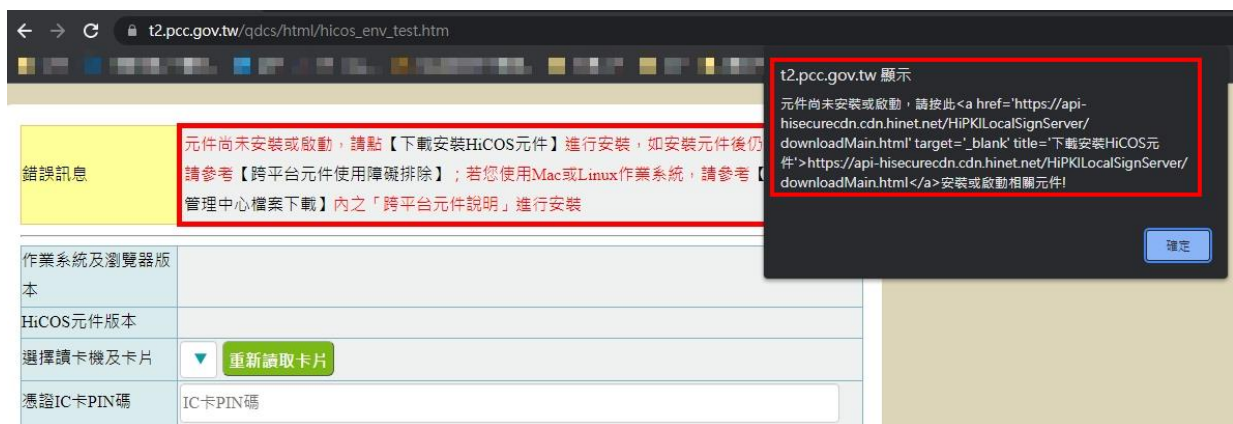 t2.pcc.gov.tw/qdcs/html/hicos_env_test.htm
t2.pcc.gov.tw 顯示
元件尚未安裝或啟動，請按此<a href='https://api-
hisecurecdn.cdn.hinet.net/HiPKILocalSignServer/
downloadMain.html' target='_blank' title='下載安裝HiCOS元
件'>https://api-hisecurecdn.cdn.hinet.net/HiPKILocalSignServer/
downloadMain.html</a>安裝或啟動相關元件!
確定
錯誤訊息
元件尚未安裝或啟動，請點【下載安裝HiCOS元件】進行安裝，如安裝元件後仍
請參考【跨平台元件使用障礙排除】；若您使用Mac或Linux作業系統，請參考【
管理中心檔案下載】內之「跨平台元件說明」進行安裝
作業系統及瀏覽器版
本
HiCOS元件版本
選擇讀卡機及卡片
重新讀取卡片
憑證IC卡PIN碼
IC卡PIN碼